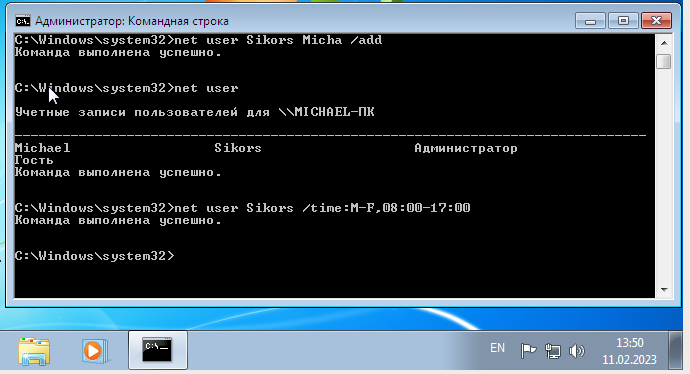 Администратор: Командная строка
C:\Windows\system32>net user Sikors Micha /add
Команда выполнена успешно.
C:\Windows\system32>net user
Учетные записи пользователей для \\MICHAEL-ПК
-------------------------------------------------------------------------------
Michael Sikors Администратор
Гость
Команда выполнена успешно.
C:\Windows\system32>net user Sikors /time:M-F,08:00-17:00
Команда выполнена успешно.
C:\Windows\system32>
EN
13:50
11.02.2023